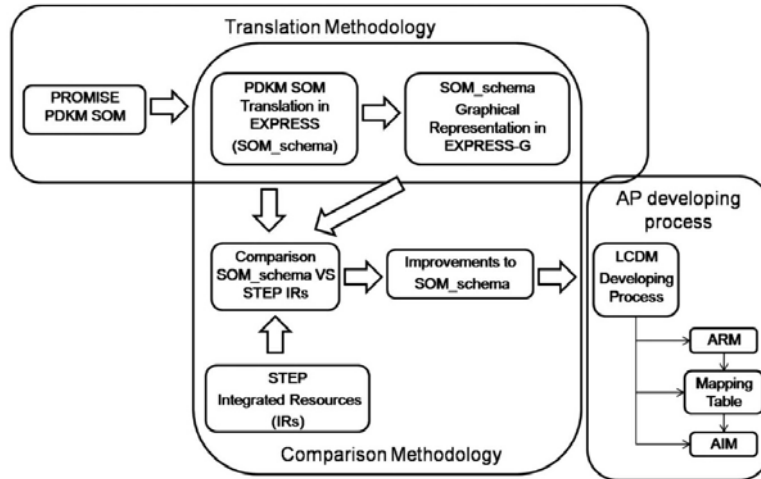 Translation Methodology
PROMISE
PDKM SOM
PDKM SOM
Translation in
EXPRESS
(SOM_schema)
SOM_schema
Graphical
Representation in
EXPRESS-G
AP developing
process
Comparison
SOM_schema VS
STEP IRs
Improvements to
SOM_schema
LCDM
Developing
Process
ARM
Mapping
Table
AIM
STEP
Integrated Resources
(IRs)
Comparison Methodology